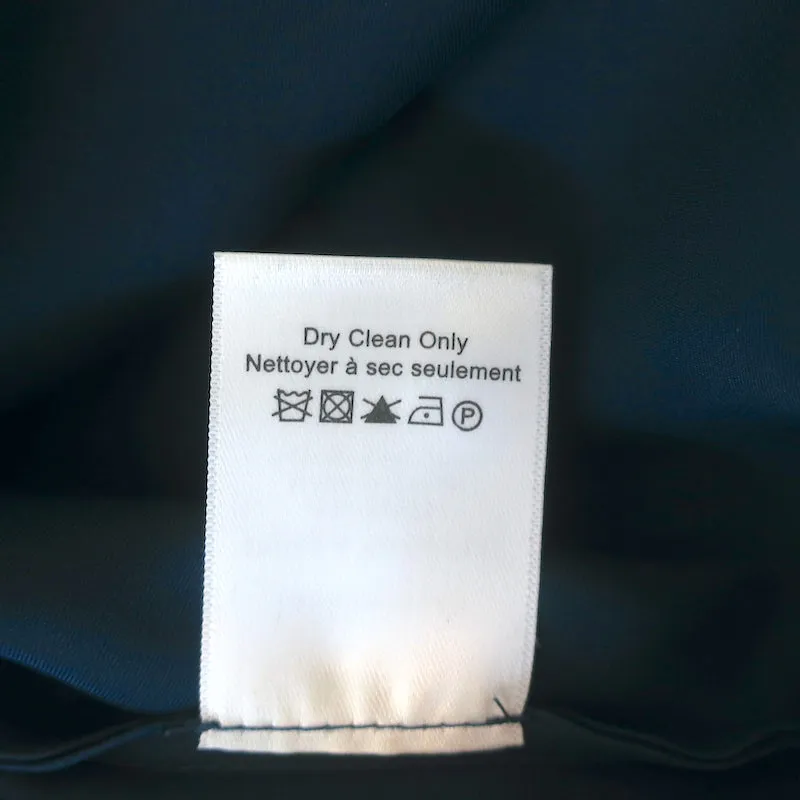 Dry Clean Only
Nettoyer à sec seulement
P